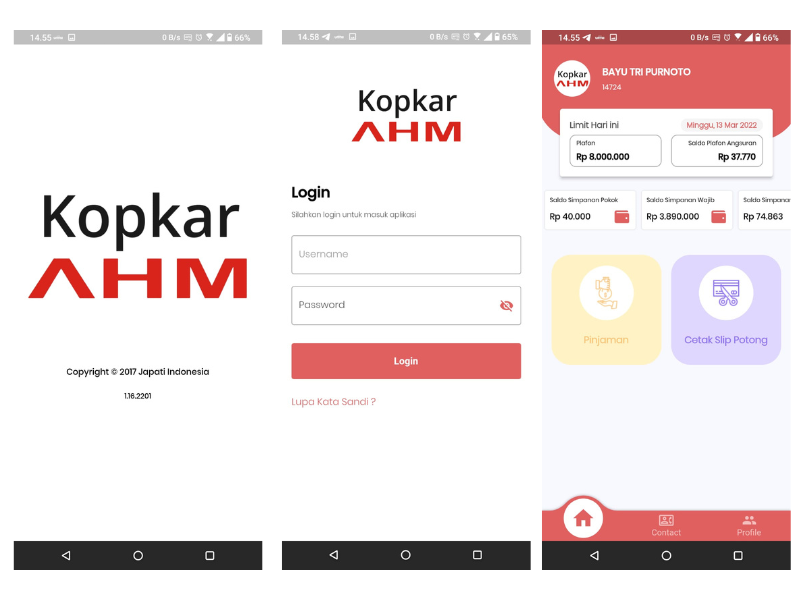 14.55
0 B/s
66%
Kopkar
AHM
Copyright © 2017 Japati Indonesia
1.16.2201
14.58
0 B/s
65%
Kopkar
AHM
Login
Silahkan login untuk masuk aplikasi
Username
Password
Login
Lupa Kata Sandi ?
14.55
0 B/s
66%
Kopkar
AHM
BAYU TRI PURNOTO
14724
Limit Hari Ini
Minggu, 13 Mar 2022
Plafon
Saldo Plafon Angsuran
Rp 8.000.000
Rp 37.770
Saldo Simpanan Pokok
Saldo Simpanan Wajib
Saldo Simpanan
Rp 40.000
Rp 3.890.000
Rp 74.863
Pinjaman
Cetak Slip Potong
Contact
Profile